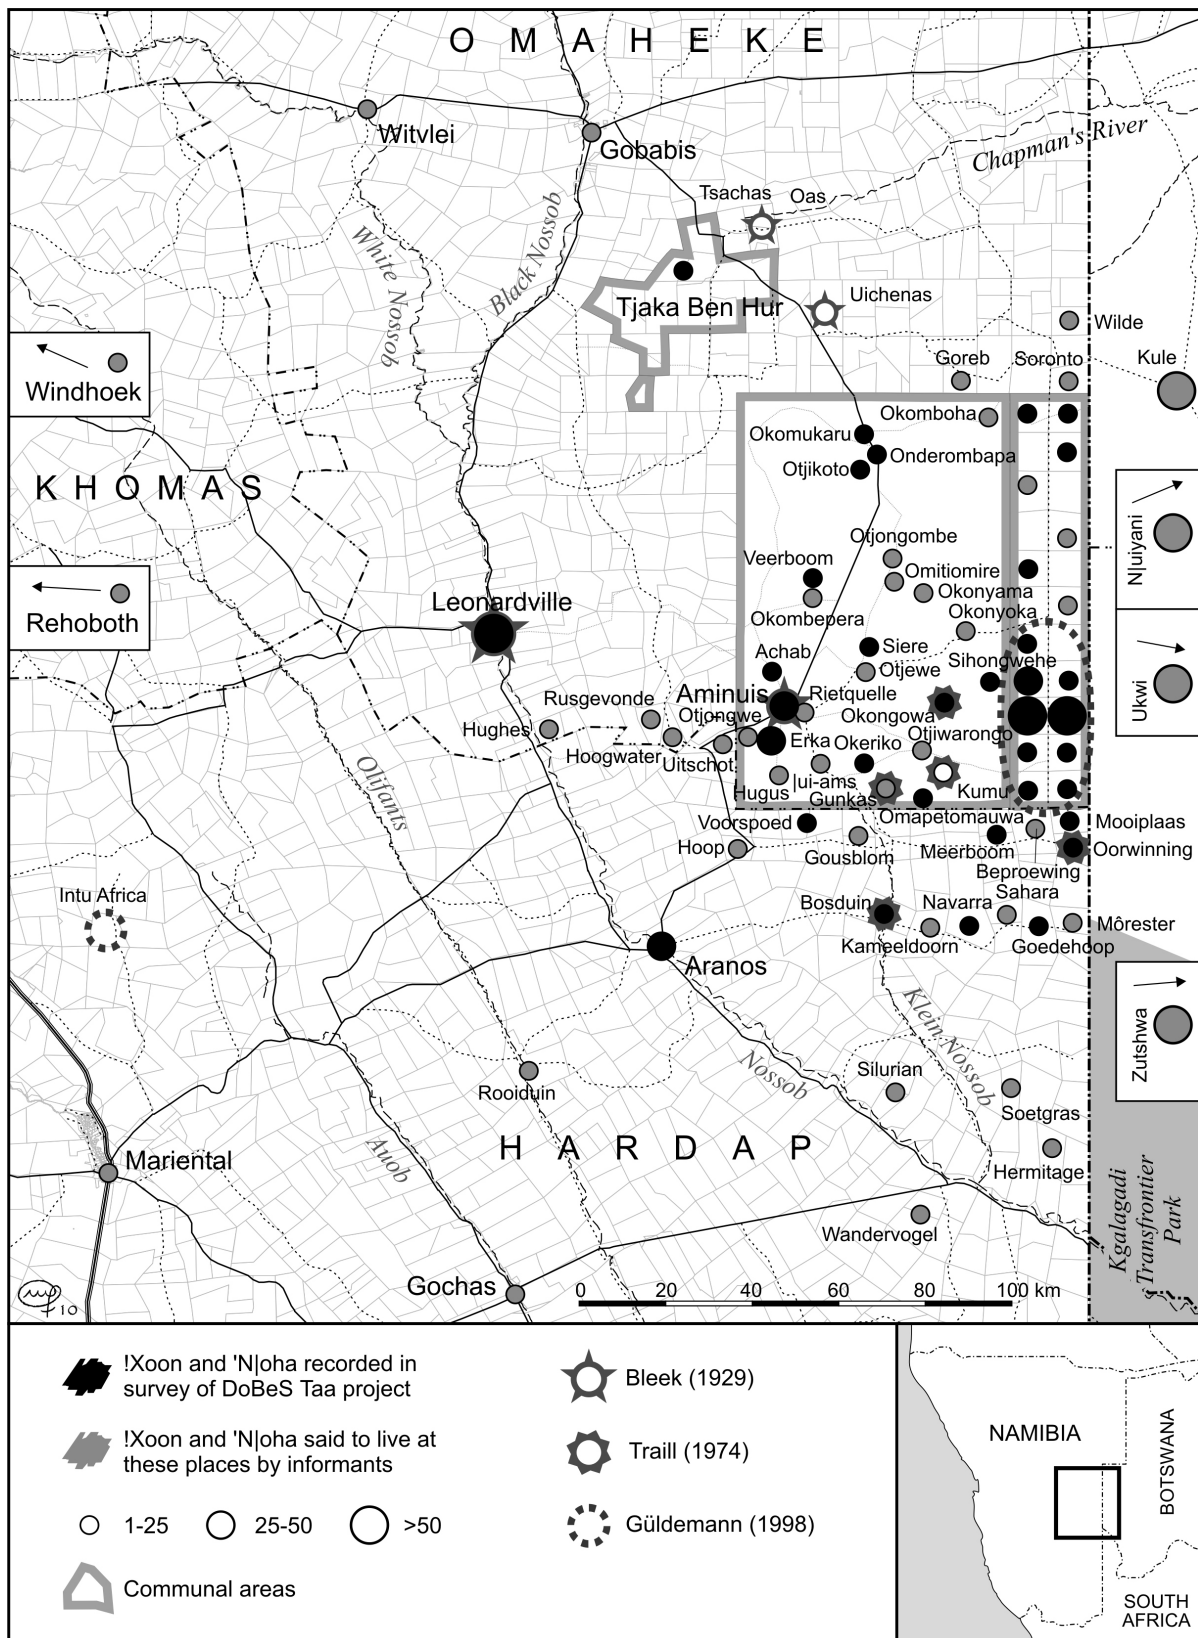 OMAHEKE
Witvlei
Gobabis
Chapman's River
Tsachas
Oas
White Nossob
Black Nossob
Tjaka Ben Hur
Uichenas
Wilde
Windhoek
Goreb
Soronto
Kule
Okomboha
Okomukaru
Onderombapa
Otjikoto
KHOMAS
N|uiyani
Otjongombe
Veerboom
Omitiomire
Okonyama
Okonyoka
Rehoboth
Leonardville
Okombepera
Siere
Achab
Otjewe
Sihongwehe
Ukwi
Aminuis
Rietquelle
Rusgevonde
Otjongwe
Okongowa
Hughes
Otjiwarongo
Erka
Okeriko
Hoogwater
Uitschot
|ui-ams
Hugus
Gunkas
Kumu
Olifants
Voorspoed
Omapetomauwa
Mooiplaas
Hoop
Gousblom
Meerboom
Oorwinning
Beproewing
Intu Africa
Sahara
Bosduin
Navarra
Môrester
Kameeldoorn
Goedehoop
Aranos
Klein Nossob
Zutshwa
Nossob
Silurian
Rooiduin
Soetgras
HARDAP
Auob
Mariental
Hermitage
Kgalagadi
Transfrontier
Park
Wandervogel
Gochas
0 20 40 60 80 100 km
10
!Xoon and 'N|oha recorded in
survey of DoBeS Taa project
!Xoon and 'N|oha said to live at
these places by informants
1-25
25-50
>50
Communal areas
Bleek (1929)
Traill (1974)
Güldemann (1998)
NAMIBIA
BOTSWANA
SOUTH
AFRICA